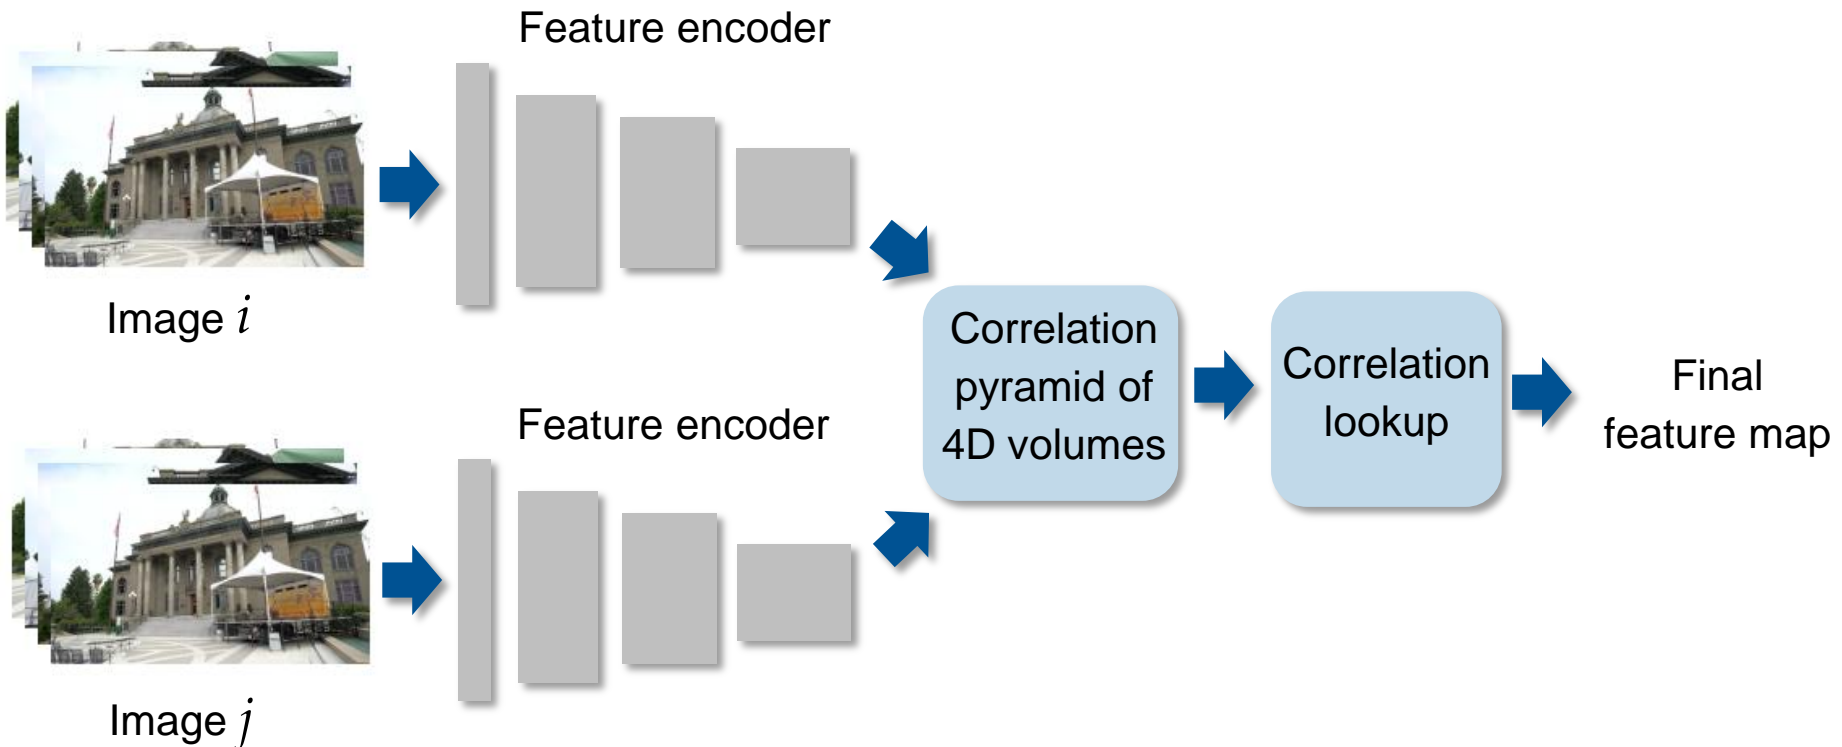 Feature encoder
Image i
Feature encoder
Image j
Correlation
pyramid of
4D volumes
Correlation
lookup
Final
feature map